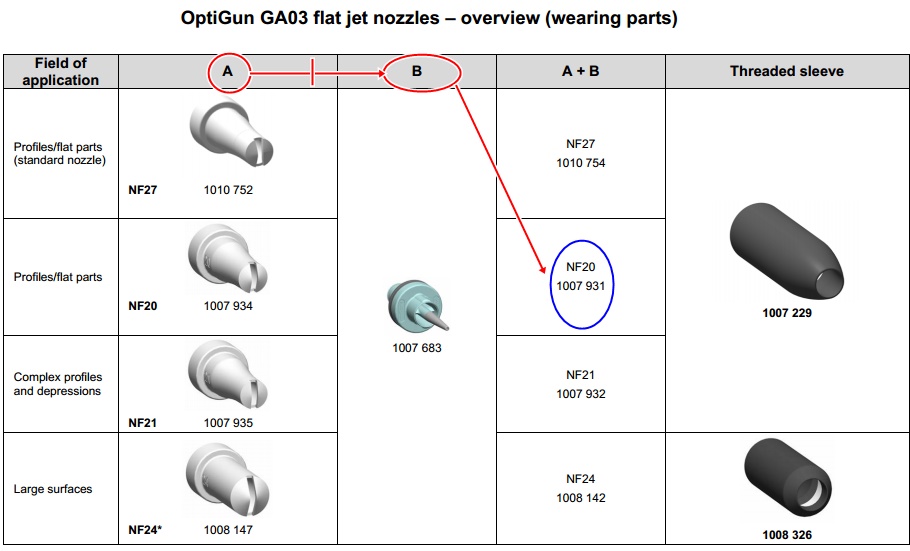 OptiGun GA03 flat jet nozzles – overview (wearing parts)
Field of
application
A
B
A + B
Threaded sleeve
Profiles/flat parts
(standard nozzle)
NF27 1010 752
NF27
1010 754
Profiles/flat parts
NF20 1007 934
1007 683
NF20
1007 931
1007 229
Complex profiles
and depressions
NF21 1007 935
NF21
1007 932
Large surfaces
NF24* 1008 147
NF24
1008 142
1008 326